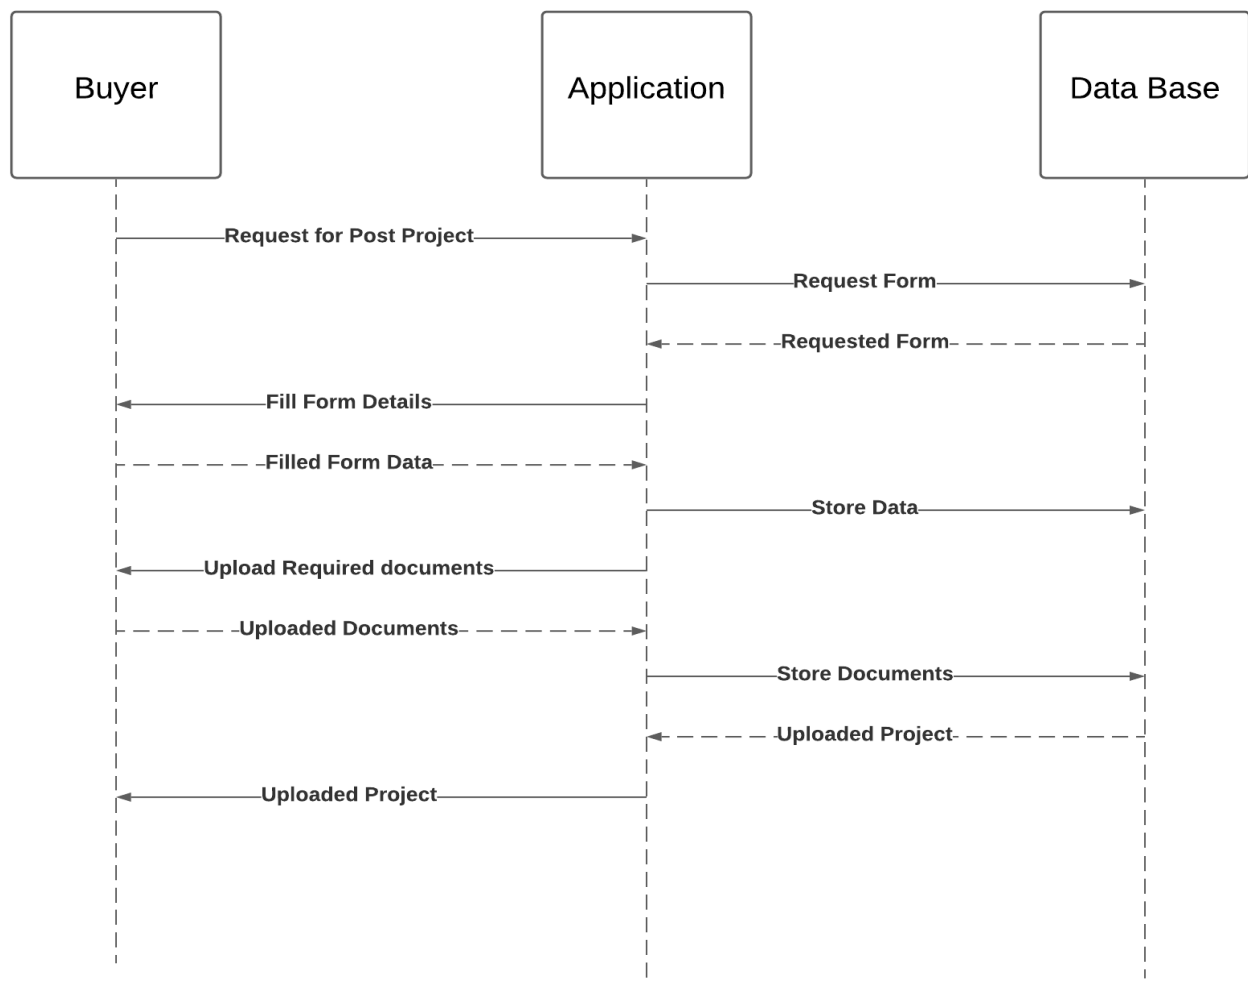 Buyer
Application
Data Base
Request for Post Project
Request Form
Requested Form
Fill Form Details
Filled Form Data
Store Data
Upload Required documents
Uploaded Documents
Store Documents
Uploaded Project
Uploaded Project